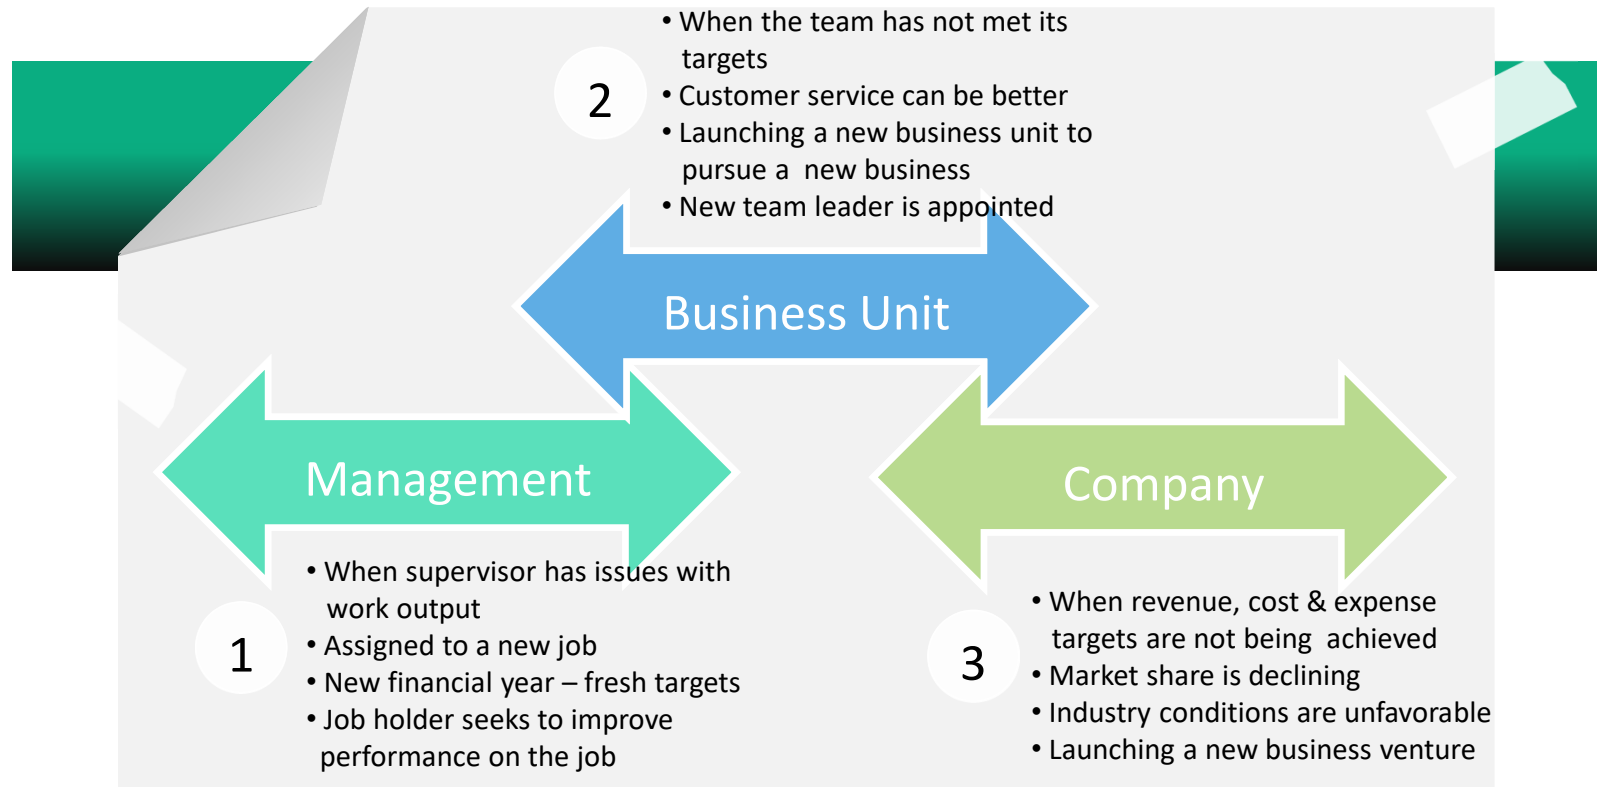 • When the team has not met its
targets
• Customer service can be better
• Launching a new business unit to
pursue a  new business
• New team leader is appointed
2
Business Unit
Management
Company
• When supervisor has issues with
work output
• Assigned to a new job
• New financial year – fresh targets
• Job holder seeks to improve
performance on the job
1
• When revenue, cost & expense
targets are not being  achieved
• Market share is declining
• Industry conditions are unfavorable
• Launching a new business venture
3